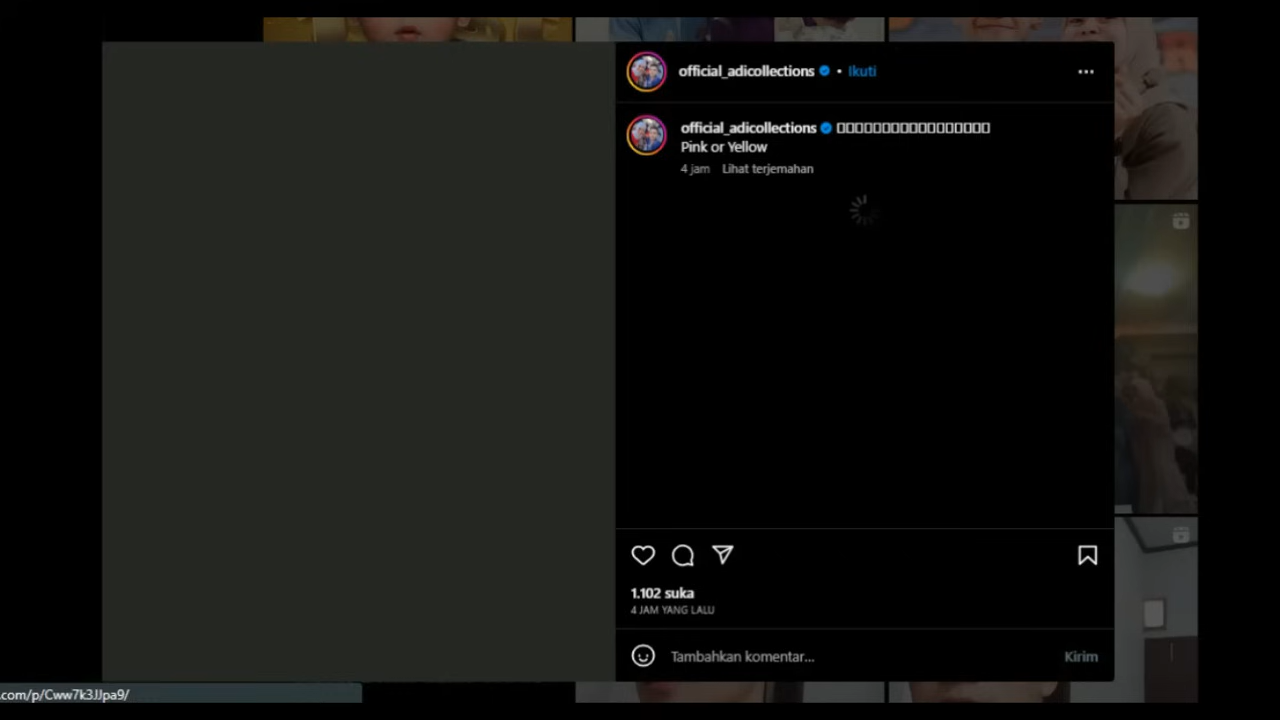 official_adicollections • Ikuti
official_adicollections
Pink or Yellow
4 jam Lihat terjemahan
1.102 suka
4 JAM YANG LALU
Tambahkan komentar... Kirim
.com/p/Cww7k3JJpa9/